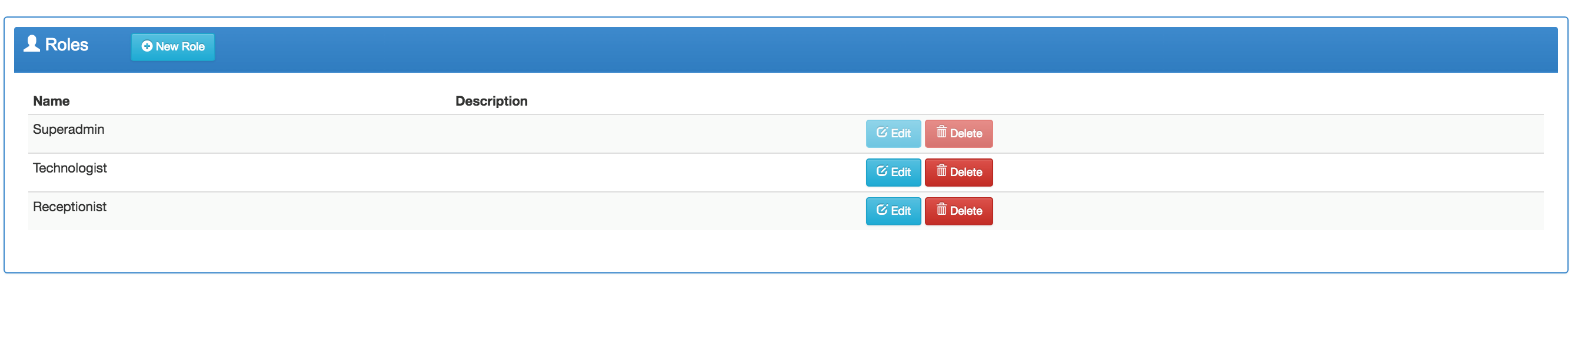 Roles New Role
Name Description
Superadmin Edit Delete
Technologist Edit Delete
Receptionist Edit Delete